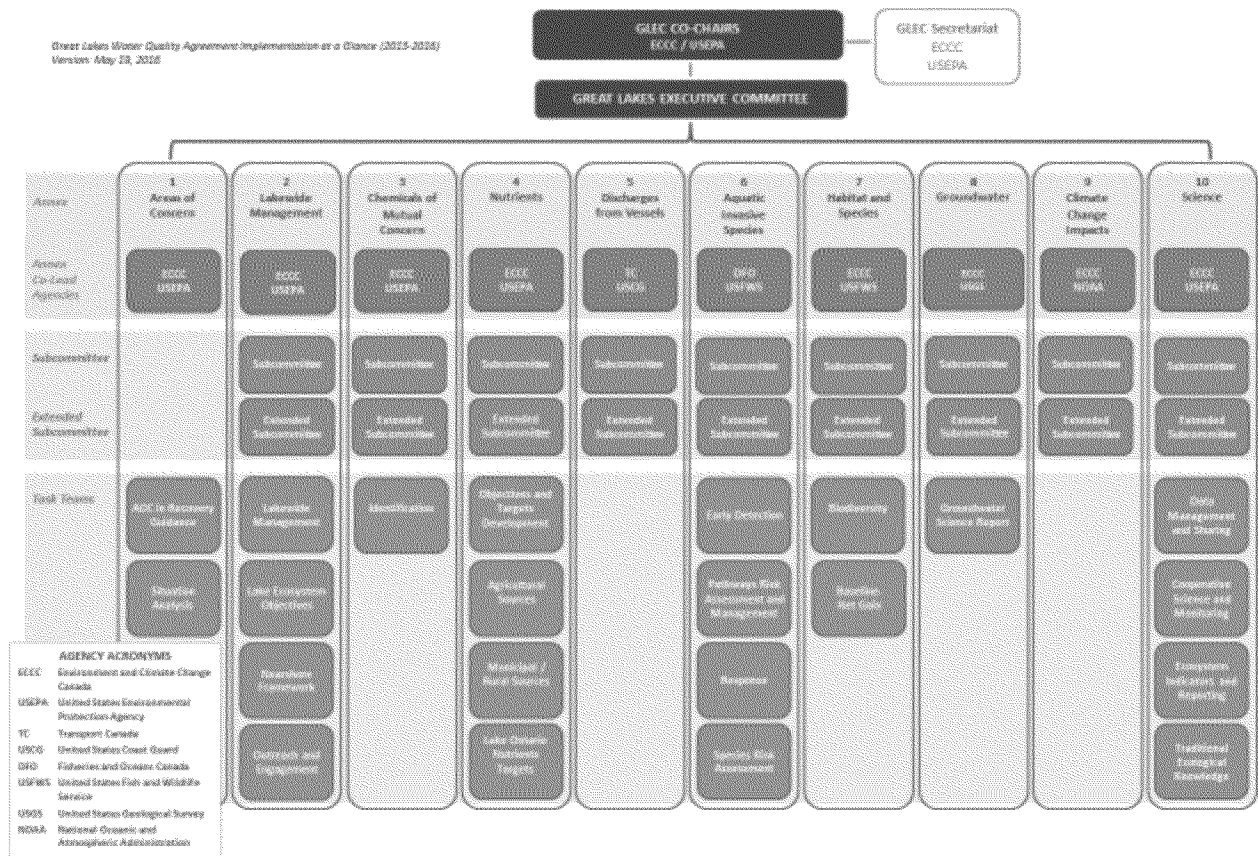 Great Lakes Water Quality Agreement Implementation at a Glance (2013-2016)
Version May 18, 2016
GLEC CO-CHAIRS
ECCC / USEPA
GLEC Secretariat
ECCC
USEPA
GREAT LAKES EXECUTIVE COMMITTEE
Annex
1
Areas of
Concern
2
Lakewide
Management
3
Chemicals of
Mutual
Concern
4
Nutrients
5
Discharges
from Vessels
6
Aquatic
Invasive
Species
7
Habitat and
Species
8
Groundwater
9
Climate
Change
Impacts
10
Science
Annex
Co-Lead
Agencies
ECCC
USEPA
ECCC
USEPA
ECCC
USEPA
ECCC
USEPA
TC
USCG
DFO
USFWS
ECCC
USFWS
ECCC
USGS
ECCC
NOAA
ECCC
USEPA
Subcommittee
Subcommittee
Subcommittee
Subcommittee
Subcommittee
Subcommittee
Subcommittee
Subcommittee
Subcommittee
Subcommittee
Extended
Subcommittee
Extended
Subcommittee
Extended
Subcommittee
Extended
Subcommittee
Extended
Subcommittee
Extended
Subcommittee
Extended
Subcommittee
Extended
Subcommittee
Extended
Subcommittee
Extended
Subcommittee
Task Teams
AOC in Recovery
Guidance
Lakewide
Management
Identification
Objectives and
Targets
Development
Early Detection
Biodiversity
Groundwater
Science Report
Data
Management
and Sharing
Situation
Analysis
Lake Ecosystem
Objectives
Agricultural
Sources
Pathways Risk
Assessment and
Management
Baseline
Net Gain
Cooperative
Science and
Monitoring
Nearshore
Framework
Municipal /
Rural Sources
Response
Ecosystem
Indicators and
Reporting
Outreach and
Engagement
Lake Ontario
Nutrients
Targets
Species Risk
Assessment
Traditional
Ecological
Knowledge
AGENCY ACRONYMS
ECCC Environment and Climate Change
Canada
USEPA United States Environmental
Protection Agency
TC Transport Canada
USCG United States Coast Guard
DFO Fisheries and Oceans Canada
USFWS United States Fish and Wildlife
Service
USGS United States Geological Survey
NOAA National Oceanic and
Atmospheric Administration